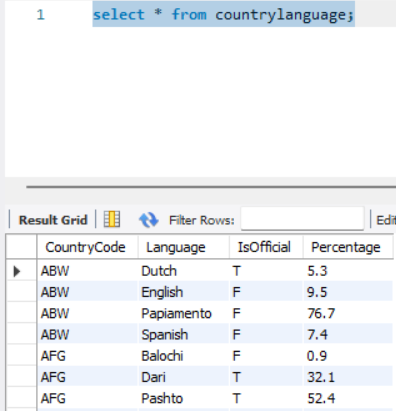 1 select * from countrylanguage;
Result Grid Filter Rows: Edi
CountryCode Language IsOfficial Percentage
ABW Dutch T 5.3
ABW English F 9.5
ABW Papiamento F 76.7
ABW Spanish F 7.4
AFG Balochi F 0.9
AFG Dari T 32.1
AFG Pashto T 52.4